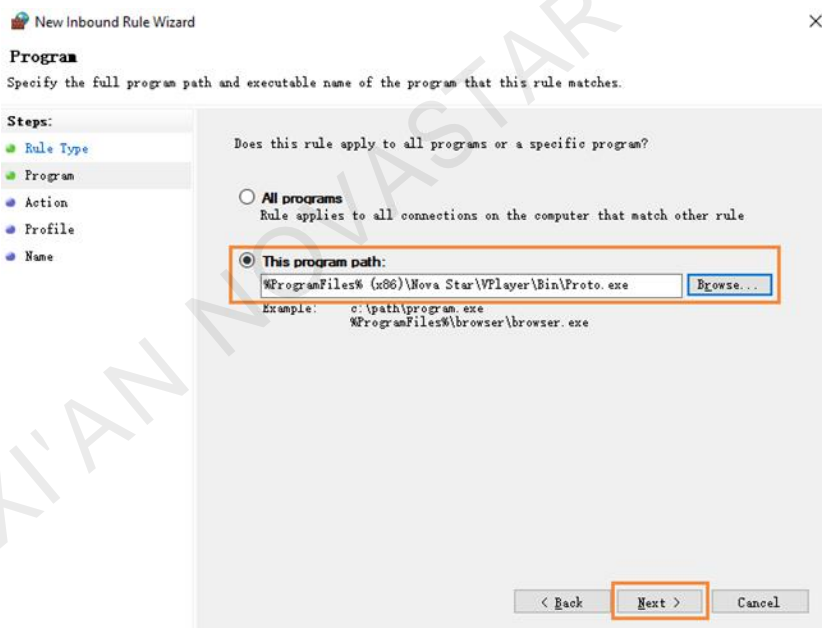 New Inbound Rule Wizard
Program
Specify the full program path and executable name of the program that this rule matches.
Steps:
Rule Type
Program
Action
Profile
Name
Does this rule apply to all programs or a specific program?
All programs
Rule applies to all connections on the computer that match other rule
This program path:
%ProgramFiles% (x86)\Nova Star\VPlayer\Bin\Proto.exe
Browse...
Example: c:\path\program.exe
%ProgramFiles%\browser\browser.exe
< Back
Next >
Cancel
XI'AN NOVASTAR